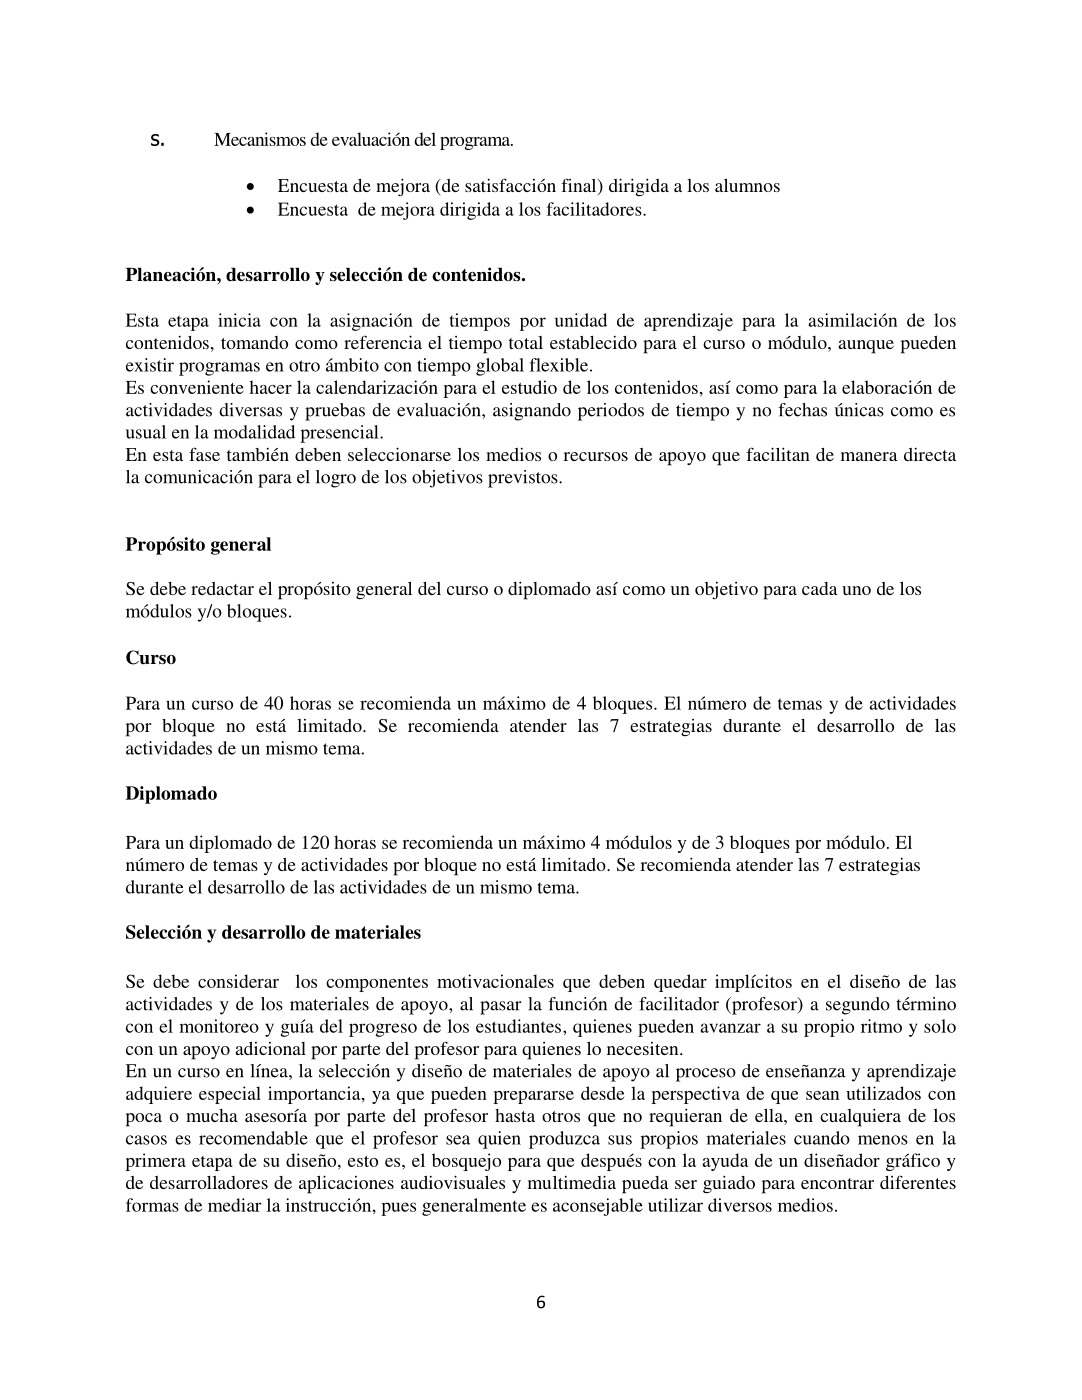 s. Mecanismos de evaluación del programa.
• Encuesta de mejora (de satisfacción final) dirigida a los alumnos
• Encuesta  de mejora dirigida a los facilitadores.
Planeación, desarrollo y selección de contenidos.
Esta etapa inicia con la asignación de tiempos por unidad de aprendizaje para la asimilación de los
contenidos, tomando como referencia el tiempo total establecido para el curso o módulo, aunque pueden
existir programas en otro ámbito con tiempo global flexible.
Es conveniente hacer la calendarización para el estudio de los contenidos, así como para la elaboración de
actividades diversas y pruebas de evaluación, asignando periodos de tiempo y no fechas únicas como es
usual en la modalidad presencial.
En esta fase también deben seleccionarse los medios o recursos de apoyo que facilitan de manera directa
la comunicación para el logro de los objetivos previstos.
Propósito general
Se debe redactar el propósito general del curso o diplomado así como un objetivo para cada uno de los
módulos y/o bloques.
Curso
Para un curso de 40 horas se recomienda un máximo de 4 bloques. El número de temas y de actividades
por bloque no está limitado. Se recomienda atender las 7 estrategias durante el desarrollo de las
actividades de un mismo tema.
Diplomado
Para un diplomado de 120 horas se recomienda un máximo 4 módulos y de 3 bloques por módulo. El
número de temas y de actividades por bloque no está limitado. Se recomienda atender las 7 estrategias
durante el desarrollo de las actividades de un mismo tema.
Selección y desarrollo de materiales
Se debe considerar  los componentes motivacionales que deben quedar implícitos en el diseño de las
actividades y de los materiales de apoyo, al pasar la función de facilitador (profesor) a segundo término
con el monitoreo y guía del progreso de los estudiantes, quienes pueden avanzar a su propio ritmo y solo
con un apoyo adicional por parte del profesor para quienes lo necesiten.
En un curso en línea, la selección y diseño de materiales de apoyo al proceso de enseñanza y aprendizaje
adquiere especial importancia, ya que pueden prepararse desde la perspectiva de que sean utilizados con
poca o mucha asesoría por parte del profesor hasta otros que no requieran de ella, en cualquiera de los
casos es recomendable que el profesor sea quien produzca sus propios materiales cuando menos en la
primera etapa de su diseño, esto es, el bosquejo para que después con la ayuda de un diseñador gráfico y
de desarrolladores de aplicaciones audiovisuales y multimedia pueda ser guiado para encontrar diferentes
formas de mediar la instrucción, pues generalmente es aconsejable utilizar diversos medios.
6